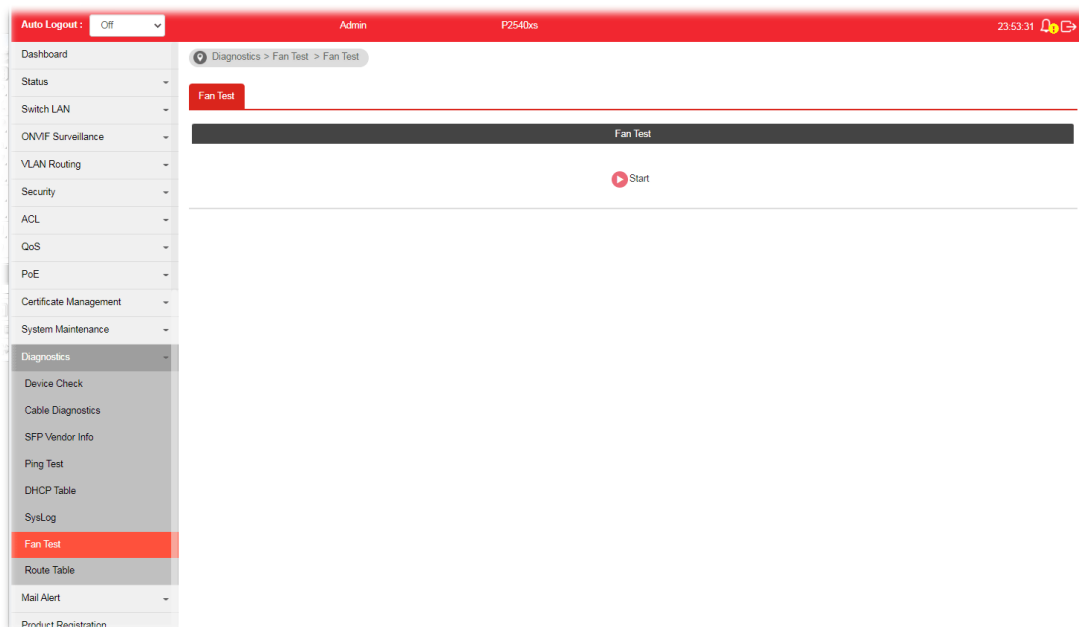 Auto Logout : Off Admin P2540xs 23:53:31
Dashboard
Status
Switch LAN
ONVIF Surveillance
VLAN Routing
Security
ACL
QoS
PoE
Certificate Management
System Maintenance
Diagnostics
Device Check
Cable Diagnostics
SFP Vendor Info
Ping Test
DHCP Table
SysLog
Fan Test
Route Table
Mail Alert
Product Registration
Diagnostics > Fan Test > Fan Test
Fan Test
Fan Test
Start